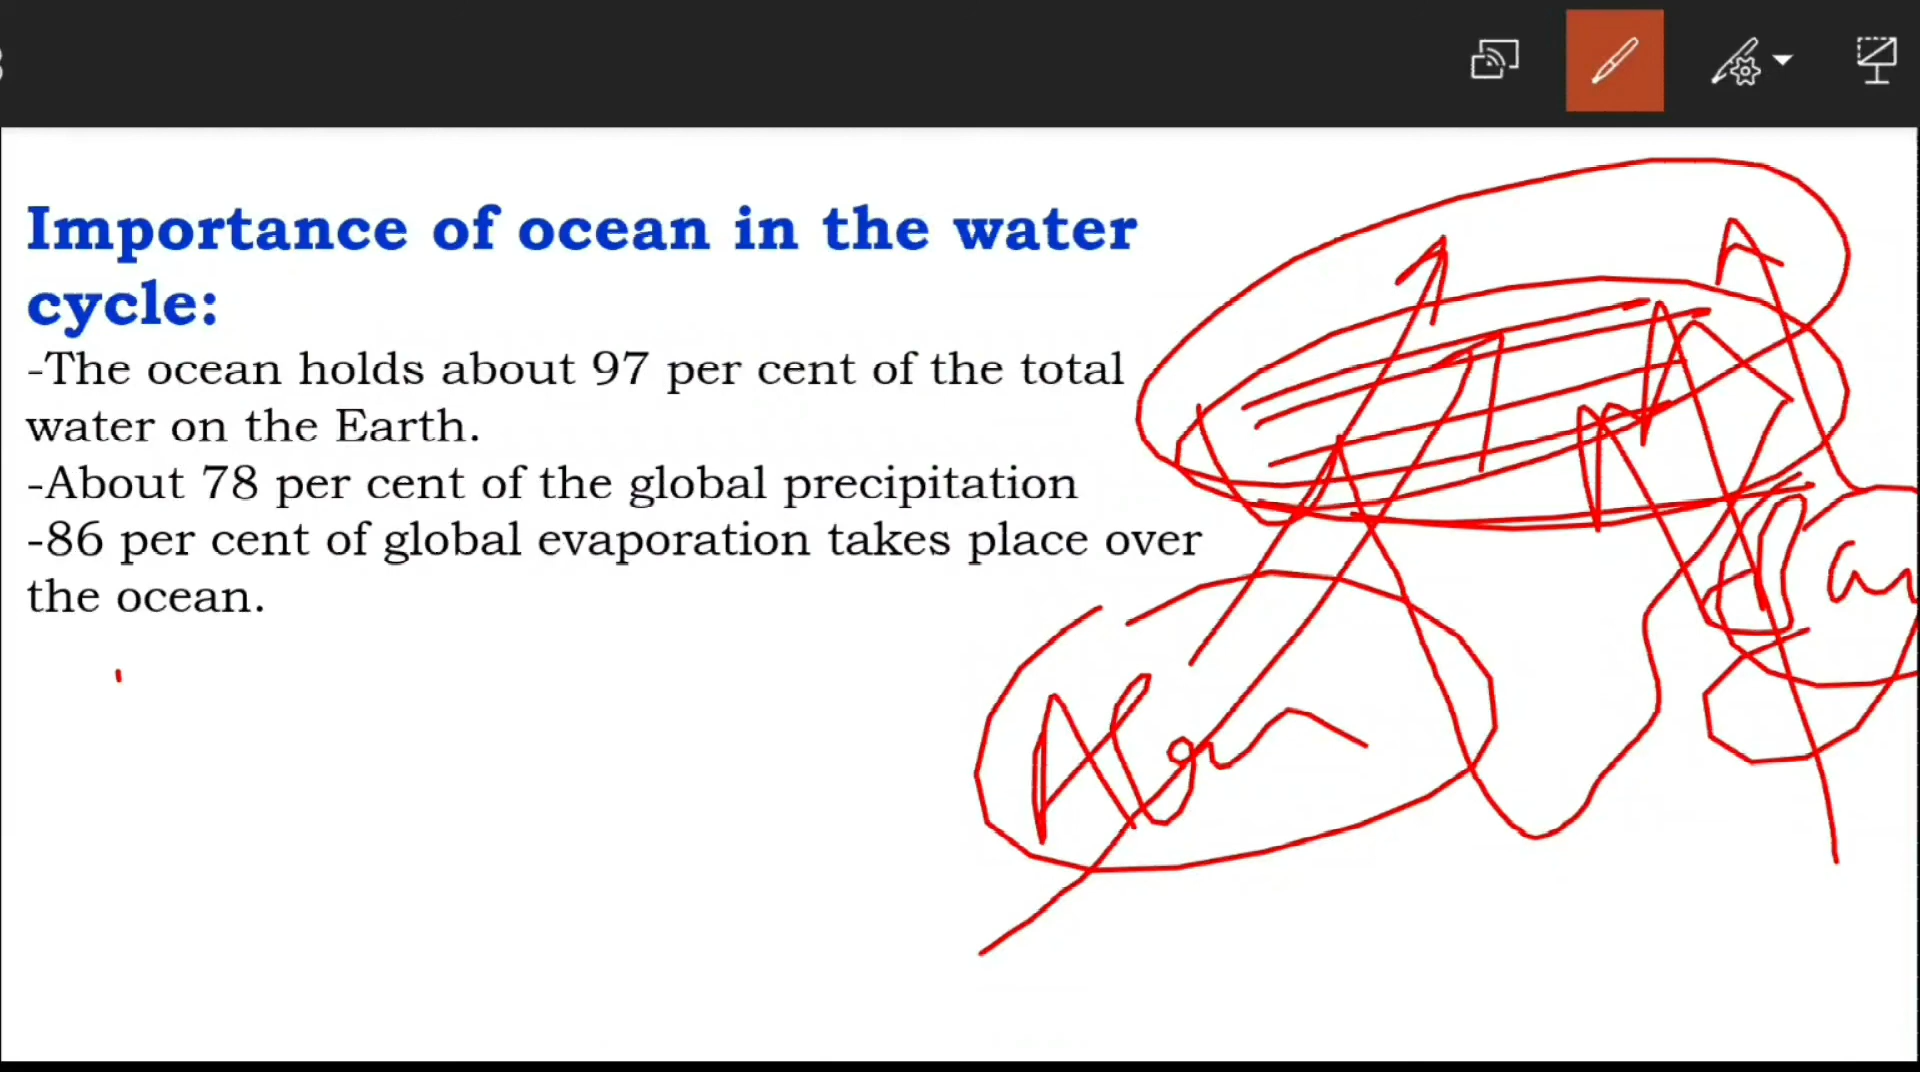 Importance of ocean in the water
cycle:
-The ocean holds about 97 per cent of the total
water on the Earth.
-About 78 per cent of the global precipitation
-86 per cent of global evaporation takes place over
the ocean.